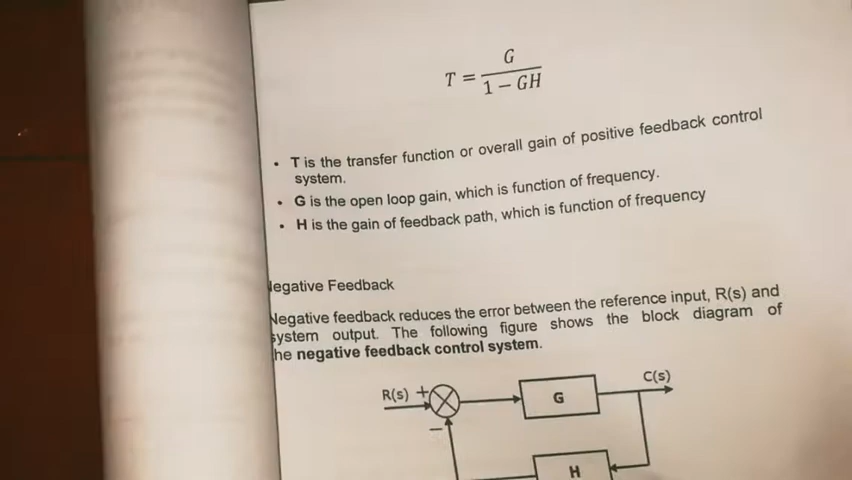 T = G / 1 − GH
• T is the transfer function or overall gain of positive feedback control
system.
• G is the open loop gain, which is function of frequency.
• H is the gain of feedback path, which is function of frequency
legative Feedback
Negative feedback reduces the error between the reference input, R(s) and
system output. The following figure shows the block diagram of
he negative feedback control system.
R(s) + G C(s)
−
H